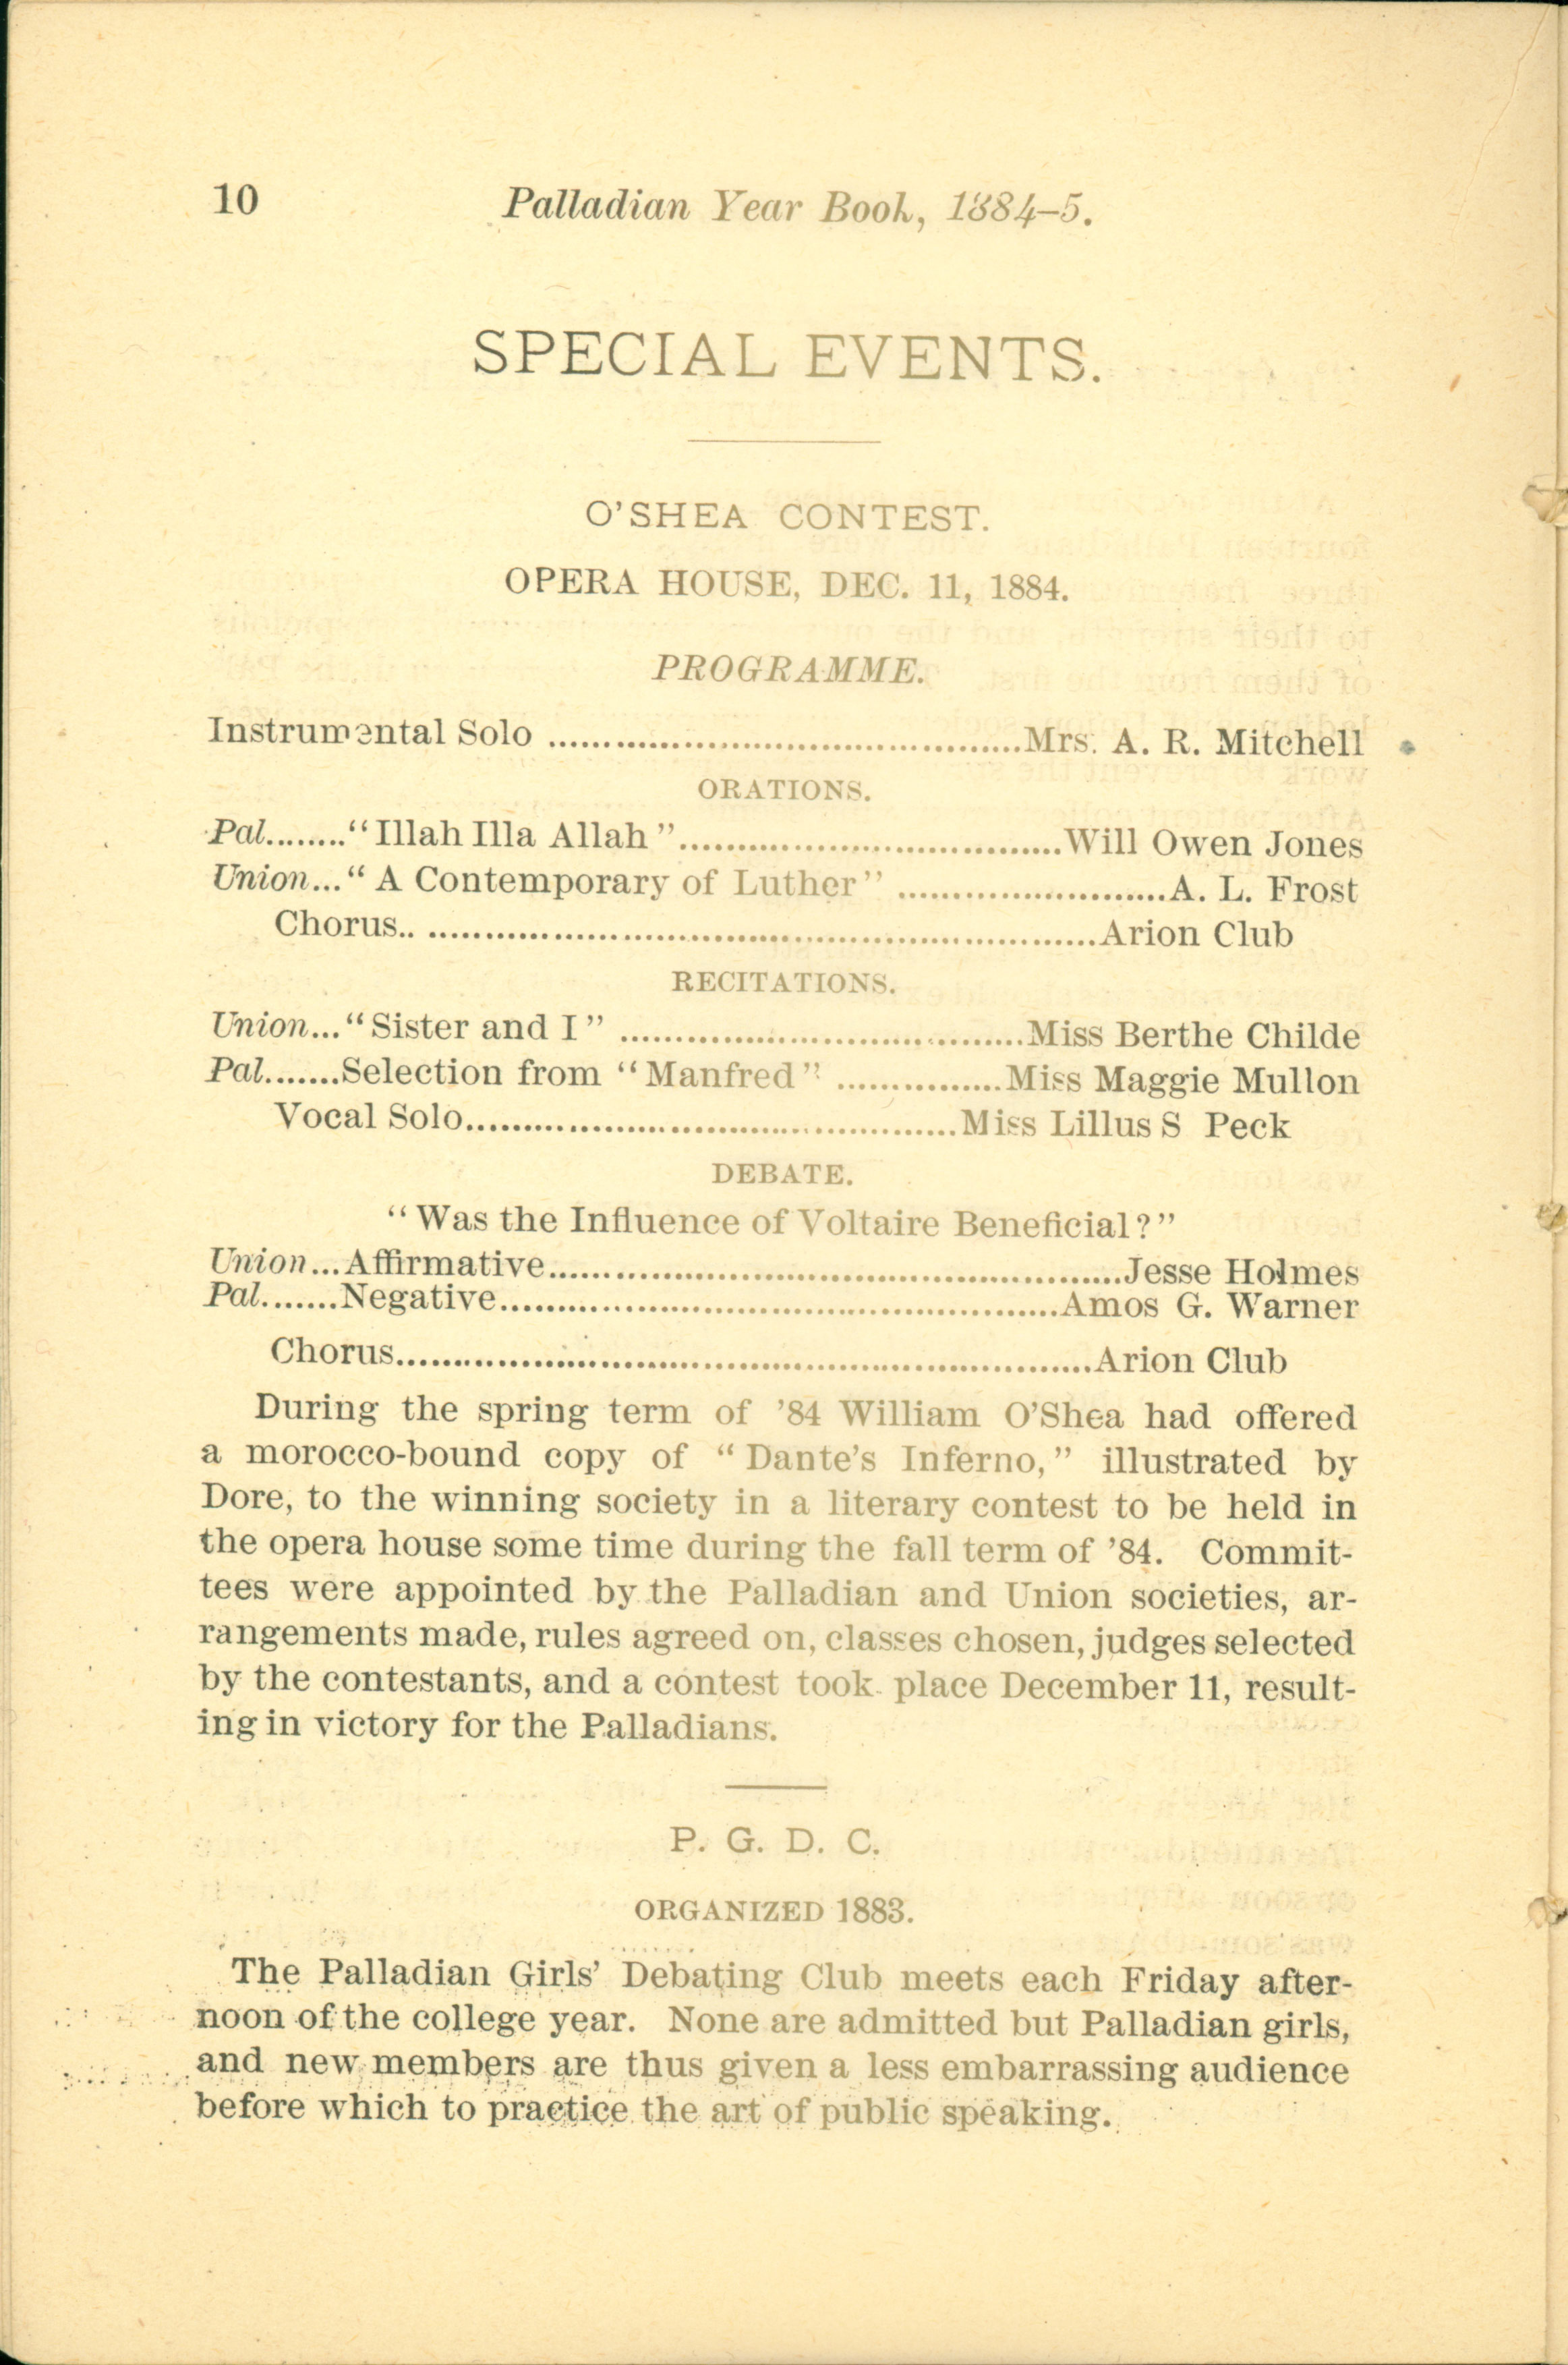 10 Palladian Year Book, 1884-5.
SPECIAL EVENTS.
O'SHEA CONTEST.
OPERA HOUSE, DEC. 11, 1884.
PROGRAMME.
Instrumental Solo ........................................Mrs. A. R. Mitchell
ORATIONS.
Pal........"Illah Illa Allah"....................................Will Owen Jones
Union..."A Contemporary of Luther" .........................A. L. Frost
Chorus.. ..........................................................Arion Club
RECITATIONS.
Union..."Sister and I" ....................................Miss Berthe Childe
Pal.......Selection from "Manfred" ...............Miss Maggie Mullon
Vocal Solo...........................................Miss Lillus S Peck
DEBATE.
"Was the Influence of Voltaire Beneficial?"
Union...Affirmative..................................................Jesse Holmes
Pal.......Negative.................................................Amos G. Warner
Chorus.............................................................Arion Club
During the spring term of '84 William O'Shea had offered
a morocco-bound copy of "Dante's Inferno," illustrated by
Dore, to the winning society in a literary contest to be held in
the opera house some time during the fall term of '84. Commit-
tees were appointed by the Palladian and Union societies, ar-
rangements made, rules agreed on, classes chosen, judges selected
by the contestants, and a contest took place December 11, result-
ing in victory for the Palladians.
P. G. D. C.
ORGANIZED 1883.
The Palladian Girls' Debating Club meets each Friday after-
noon of the college year. None are admitted but Palladian girls,
and new members are thus given a less embarrassing audience
before which to practice the art of public speaking.